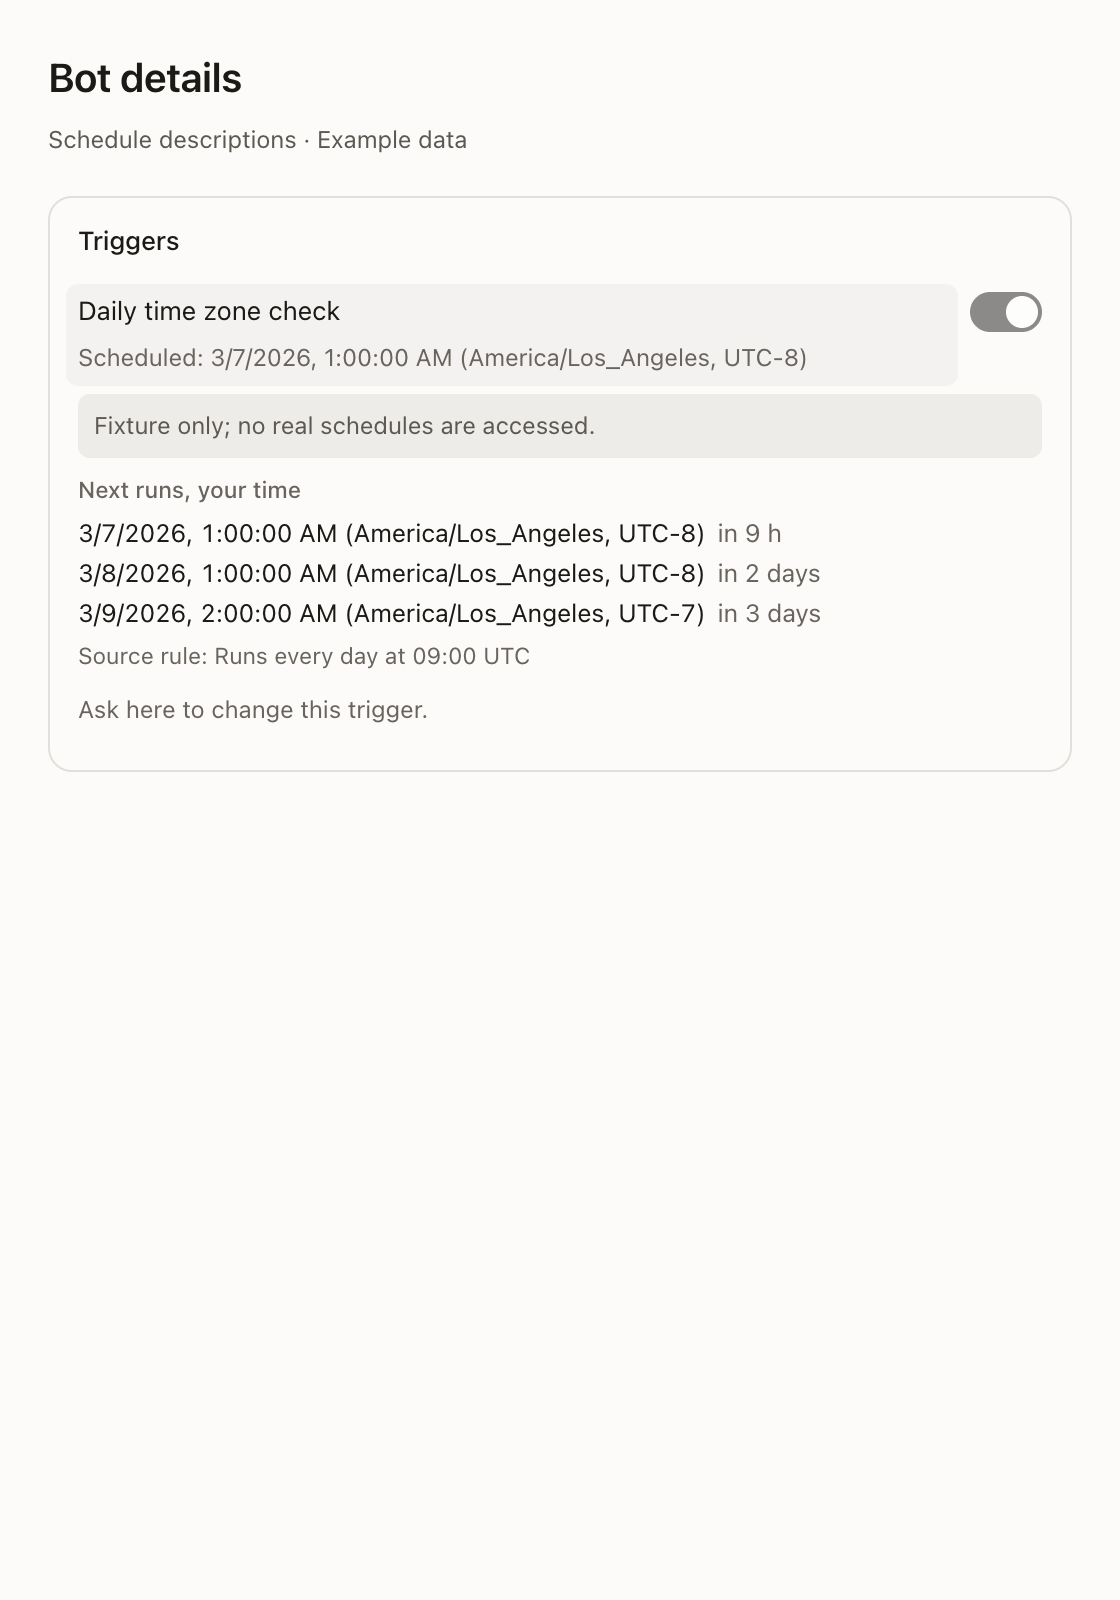 Bot details
Schedule descriptions · Example data
Triggers
Daily time zone check
Scheduled: 3/7/2026, 1:00:00 AM (America/Los_Angeles, UTC-8)
Fixture only; no real schedules are accessed.
Next runs, your time
3/7/2026, 1:00:00 AM (America/Los_Angeles, UTC-8) in 9 h
3/8/2026, 1:00:00 AM (America/Los_Angeles, UTC-8) in 2 days
3/9/2026, 2:00:00 AM (America/Los_Angeles, UTC-7) in 3 days
Source rule: Runs every day at 09:00 UTC
Ask here to change this trigger.